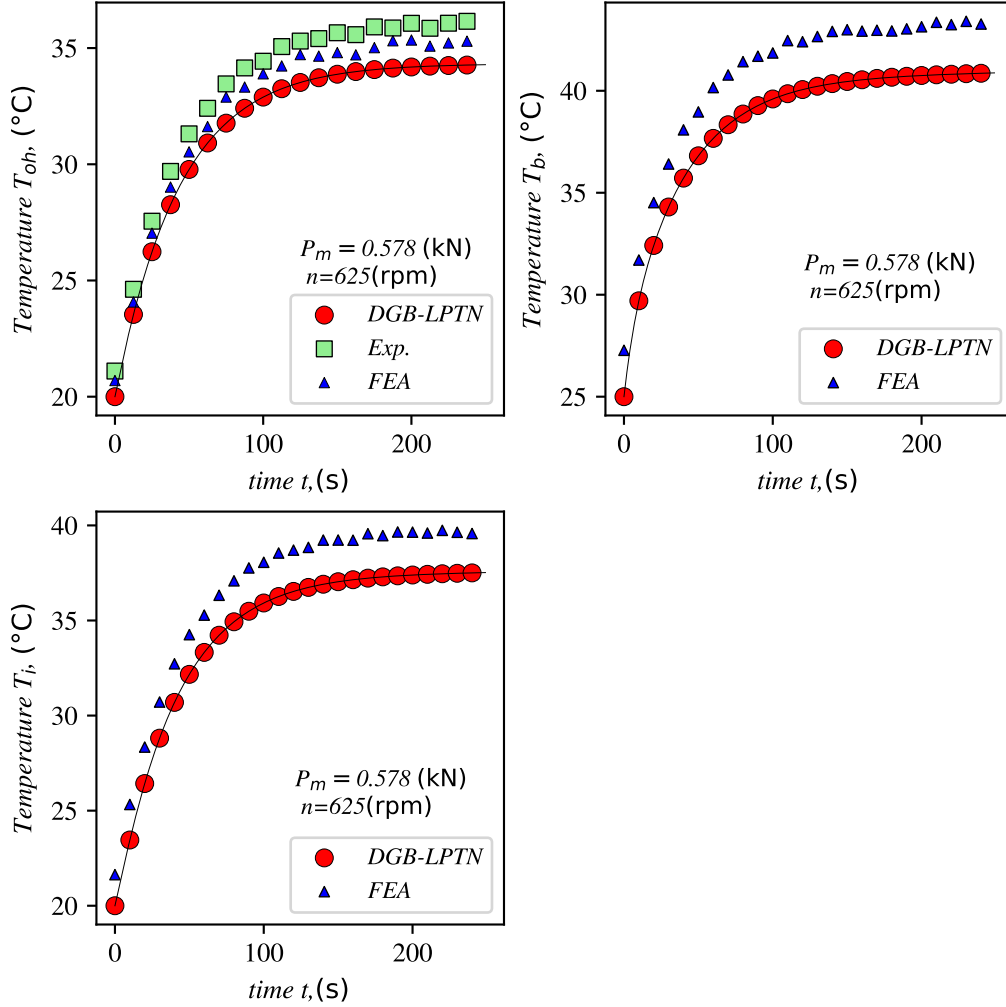 35
30
25
20
Temperature T_oh, (°C)
P_m = 0.578 (kN)
n=625(rpm)
DGB-LPTN
Exp.
FEA
0
100
200
time t,(s)
40
35
30
25
Temperature T_b, (°C)
P_m = 0.578 (kN)
n=625(rpm)
DGB-LPTN
FEA
0
100
200
time t,(s)
40
35
30
25
20
Temperature T_i, (°C)
P_m = 0.578 (kN)
n=625(rpm)
DGB-LPTN
FEA
0
100
200
time t,(s)